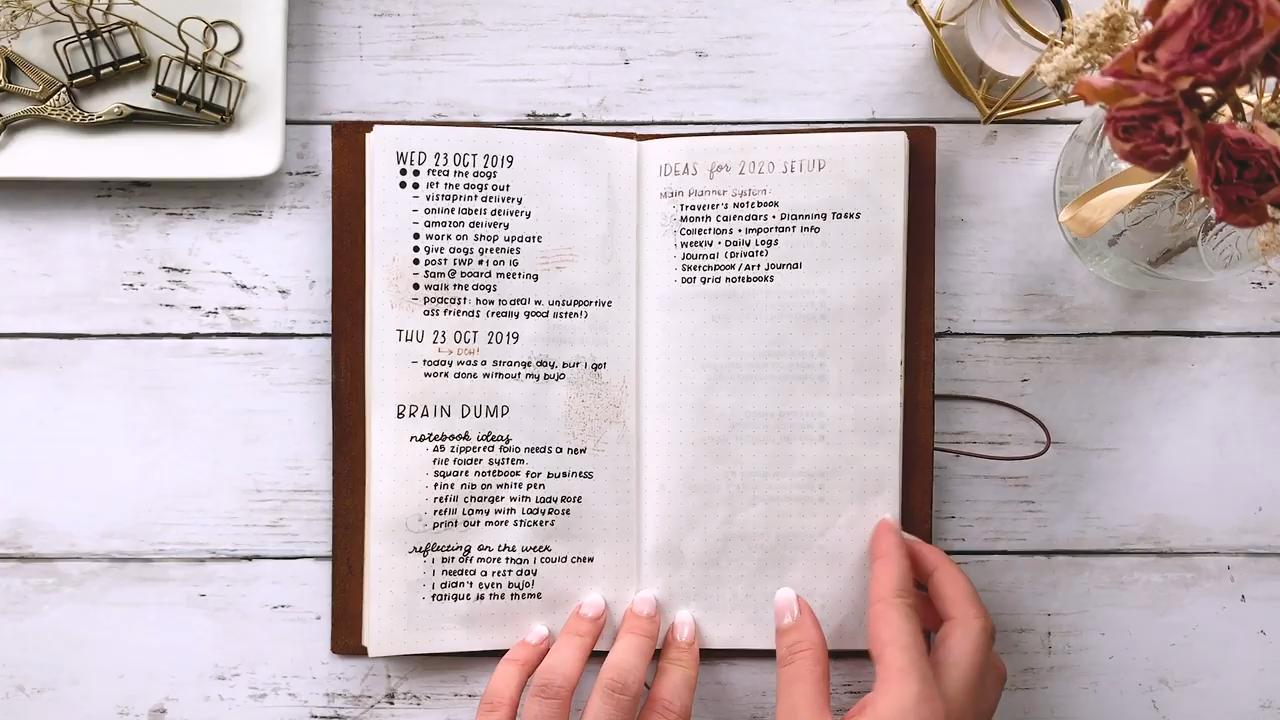 WED 23 OCT 2019
●● feed the dogs
●● let the dogs out
– vistaprint delivery
– online labels delivery
amazon delivery
● work on shop update
● give dogs greenies
● post EWP #1 on IG
– 5am @ board meeting
● walk the dogs
– podcast: how to deal w. unsupportive
ass friends (really good listen!)
THU 23 OCT 2019
↳ DOH!
– today was a strange day, but I got
work done without my bujo
BRAIN DUMP
notebook ideas
· A5 zippered folio needs a new
file folder system.
· square notebook for business
· fine nib on white pen
· refill charger with Lady Rose
· refill Lamy with Lady Rose
· print out more stickers
reflecting on the week
· I bit off more than I could chew
· I needed a rest day
· I didn't even bujo!
· fatigue is the theme
IDEAS for 2020 SETUP
Main Planner System:
· Traveler's Notebook
· Month Calendars + Planning Tasks
· Collections + Important Info
· Weekly + Daily Logs
· Journal (Private)
· Sketchbook / Art Journal
· Dot grid notebooks